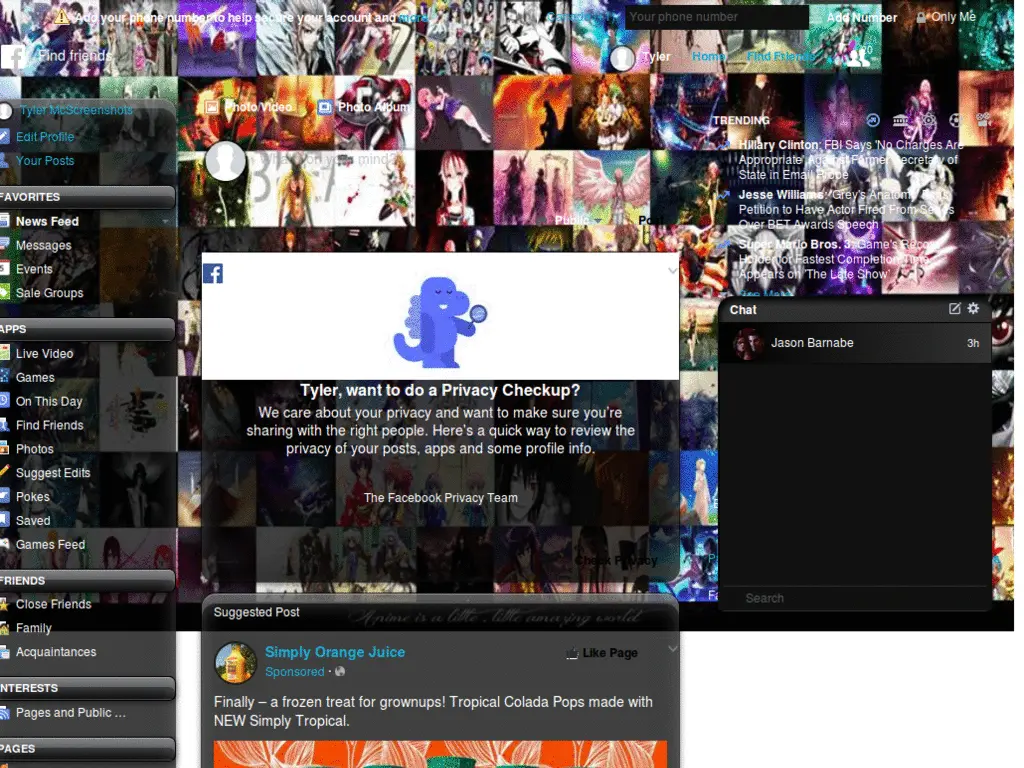 Add your phone number to help secure your account and more.
Your phone number
Add Number
Only Me
Find friends
Tyler
Home
Find Friends
20
Tyler McScreenshots
Edit Profile
Your Posts
FAVORITES
News Feed
Messages
Events
Sale Groups
APPS
Live Video
Games
On This Day
Find Friends
Photos
Suggest Edits
Pokes
Saved
Games Feed
FRIENDS
Close Friends
Family
Acquaintances
INTERESTS
Pages and Public ...
PAGES
Photo/Video
Photo Album
What's on your mind?
Public
Post
Tyler, want to do a Privacy Checkup?
We care about your privacy and want to make sure you're
sharing with the right people. Here's a quick way to review the
privacy of your posts, apps and some profile info.
The Facebook Privacy Team
Check Privacy
Anime is a little, little amazing world
Suggested Post
Simply Orange Juice
Sponsored ·
Like Page
Finally – a frozen treat for grownups! Tropical Colada Pops made with
NEW Simply Tropical.
TRENDING
Hillary Clinton: FBI Says 'No Charges Are
Appropriate' Against Former Secretary of
State in Email Probe
Jesse Williams: 'Grey's Anatomy' Fans
Petition to Have Actor Fired From Series
Over BET Awards Speech
Super Mario Bros. 3: Game's Record
Holder for Fastest Completion Time
Appears on 'The Late Show'
See More
Chat
Jason Barnabe
3h
Search